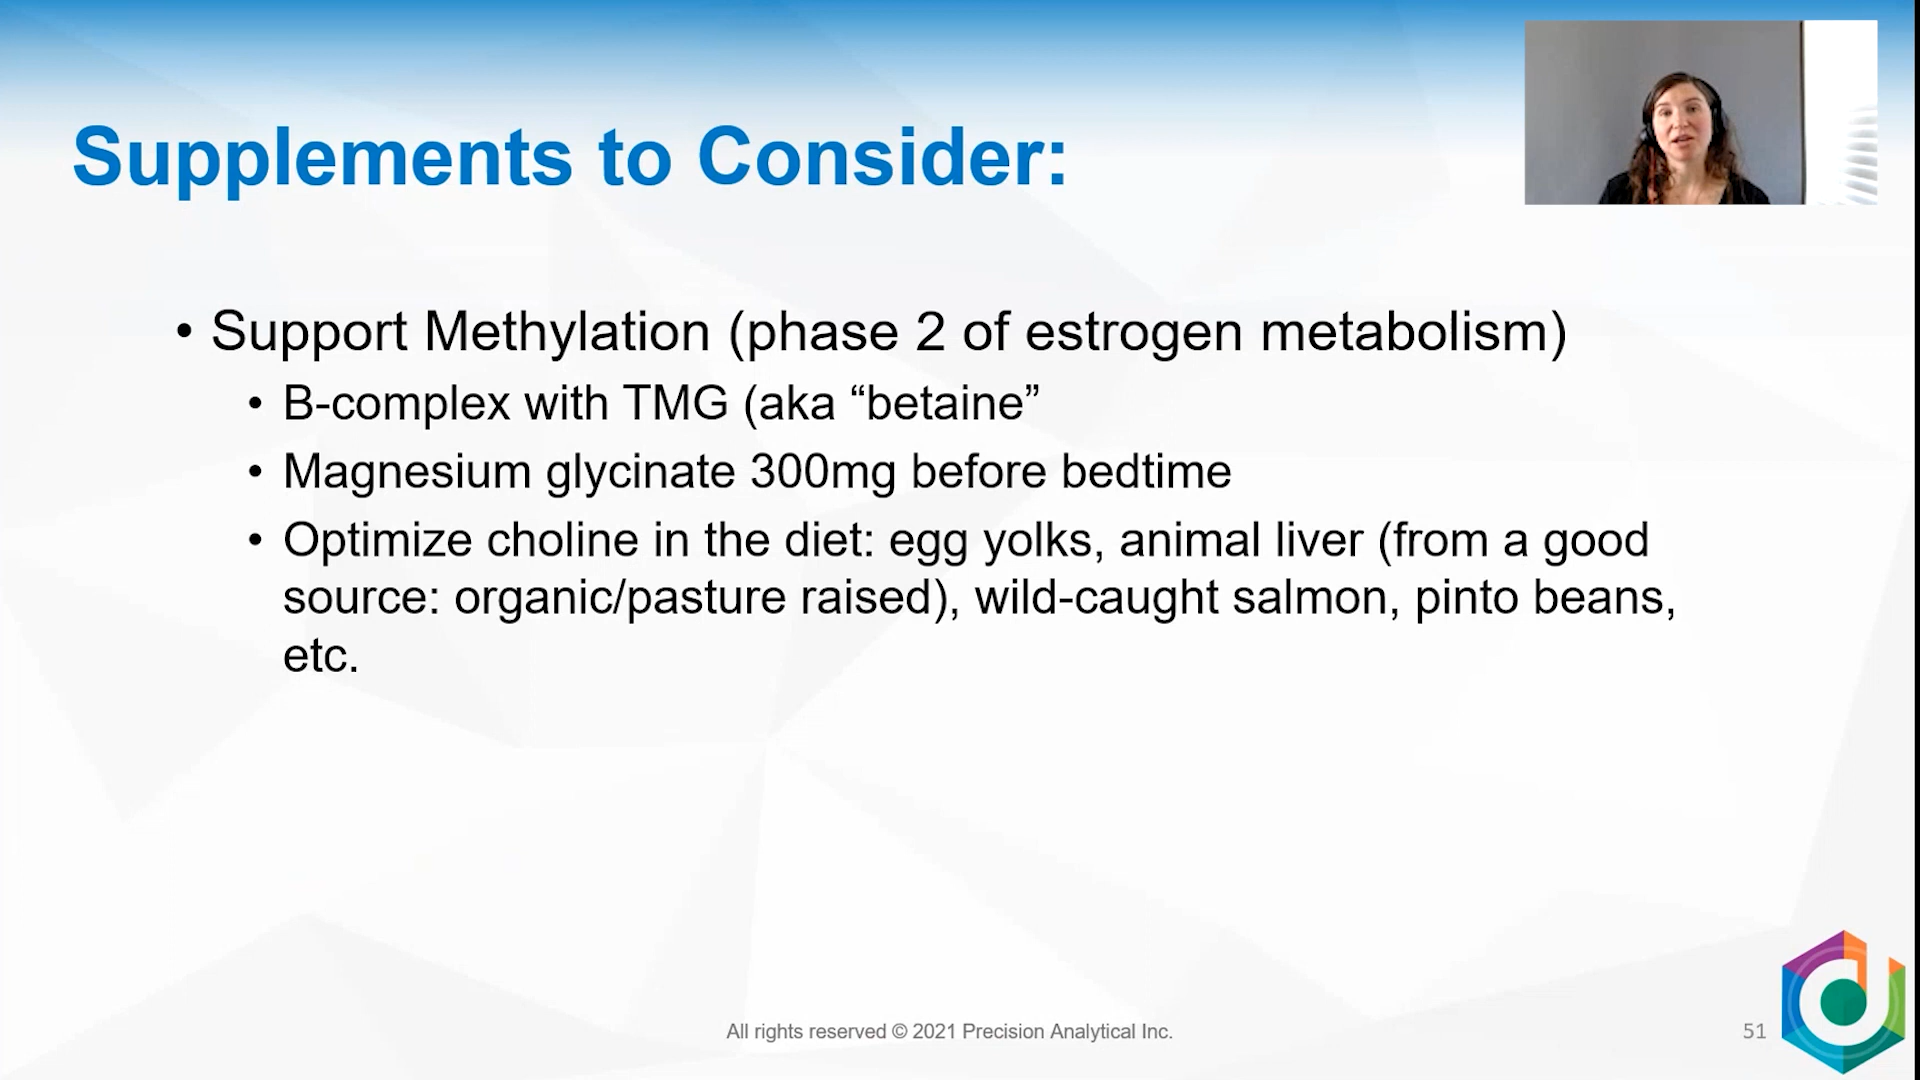 Supplements to Consider:
• Support Methylation (phase 2 of estrogen metabolism)
• B-complex with TMG (aka “betaine”
• Magnesium glycinate 300mg before bedtime
• Optimize choline in the diet: egg yolks, animal liver (from a good
source: organic/pasture raised), wild-caught salmon, pinto beans,
etc.
All rights reserved © 2021 Precision Analytical Inc.
51